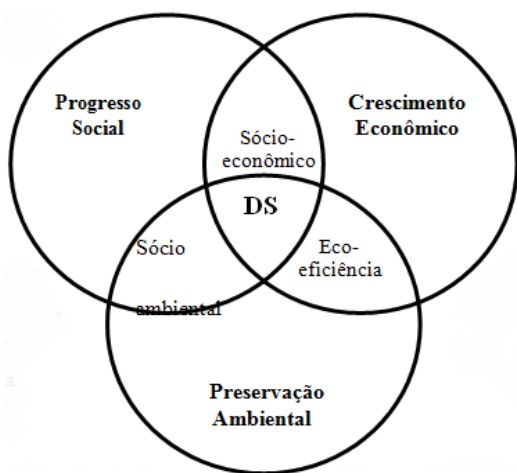 Progresso
Social
Crescimento
Econômico
Sócio-
econômico
DS
Sócio
ambiental
Eco-
eficiência
Preservação
Ambiental